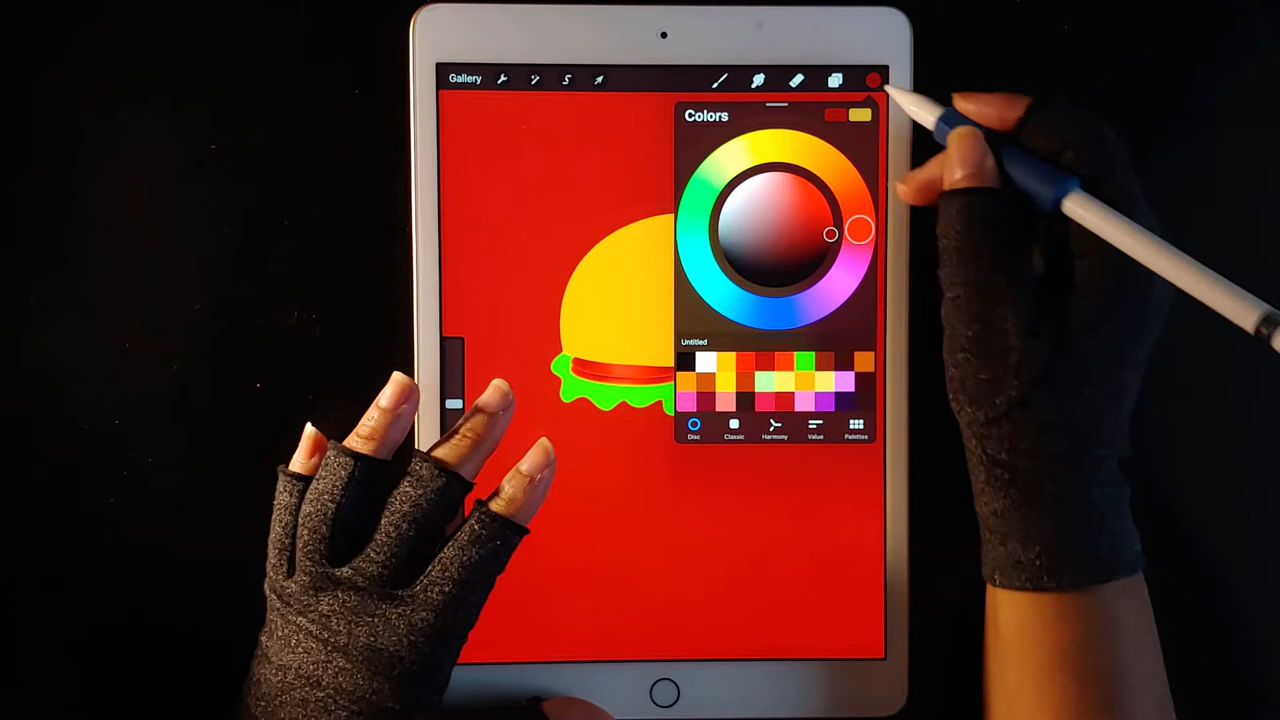 Gallery
Colors
Untitled
Disc
Classic
Harmony
Value
Palettes